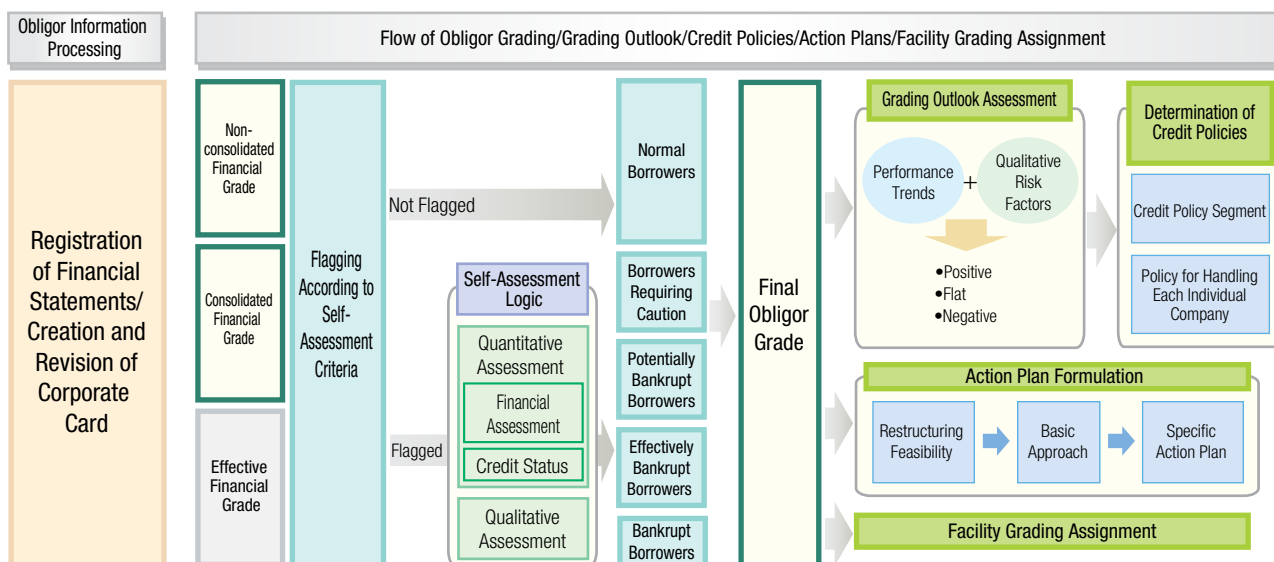 Obligor Information
Processing
Flow of Obligor Grading/Grading Outlook/Credit Policies/Action Plans/Facility Grading Assignment
Registration
of Financial
Statements/
Creation and
Revision of
Corporate
Card
Non-
consolidated
Financial
Grade
Consolidated
Financial
Grade
Effective
Financial
Grade
Flagging
According to
Self-
Assessment
Criteria
Not Flagged
Flagged
Self-Assessment
Logic
Quantitative
Assessment
Financial
Assessment
Credit Status
Qualitative
Assessment
Normal
Borrowers
Borrowers
Requiring
Caution
Potentially
Bankrupt
Borrowers
Effectively
Bankrupt
Borrowers
Bankrupt
Borrowers
Final
Obligor
Grade
Grading Outlook Assessment
Performance
Trends
+
Qualitative
Risk
Factors
●Positive
●Flat
●Negative
Determination of
Credit Policies
Credit Policy Segment
Policy for Handling
Each Individual
Company
Action Plan Formulation
Restructuring
Feasibility
Basic
Approach
Specific
Action Plan
Facility Grading Assignment